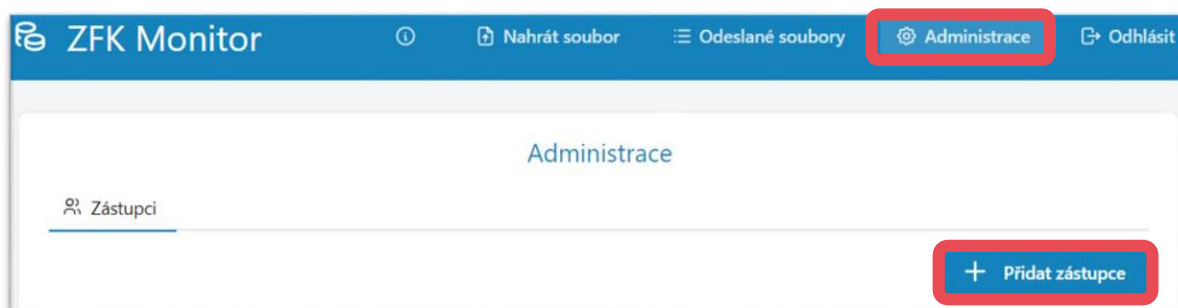 ZFK Monitor Nahrát soubor Odeslané soubory Administrace Odhlásit
Administrace
Zástupci
+ Přidat zástupce